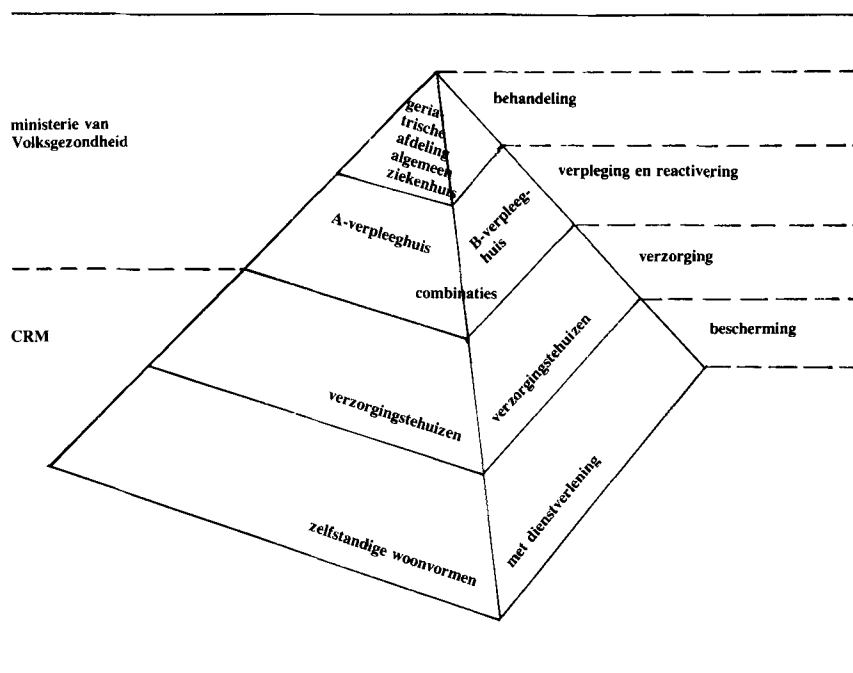 behandeling
geria-
trische
afdeling
algemeen
ziekenhuis
ministerie van
Volksgezondheid
verpleging en reactivering
A-verpleeghuis
B-verpleeg-
huis
verzorging
combinaties
CRM
bescherming
verzorgingstehuizen
verzorgingstehuizen
zelfstandige woonvormen
met dienstverlening